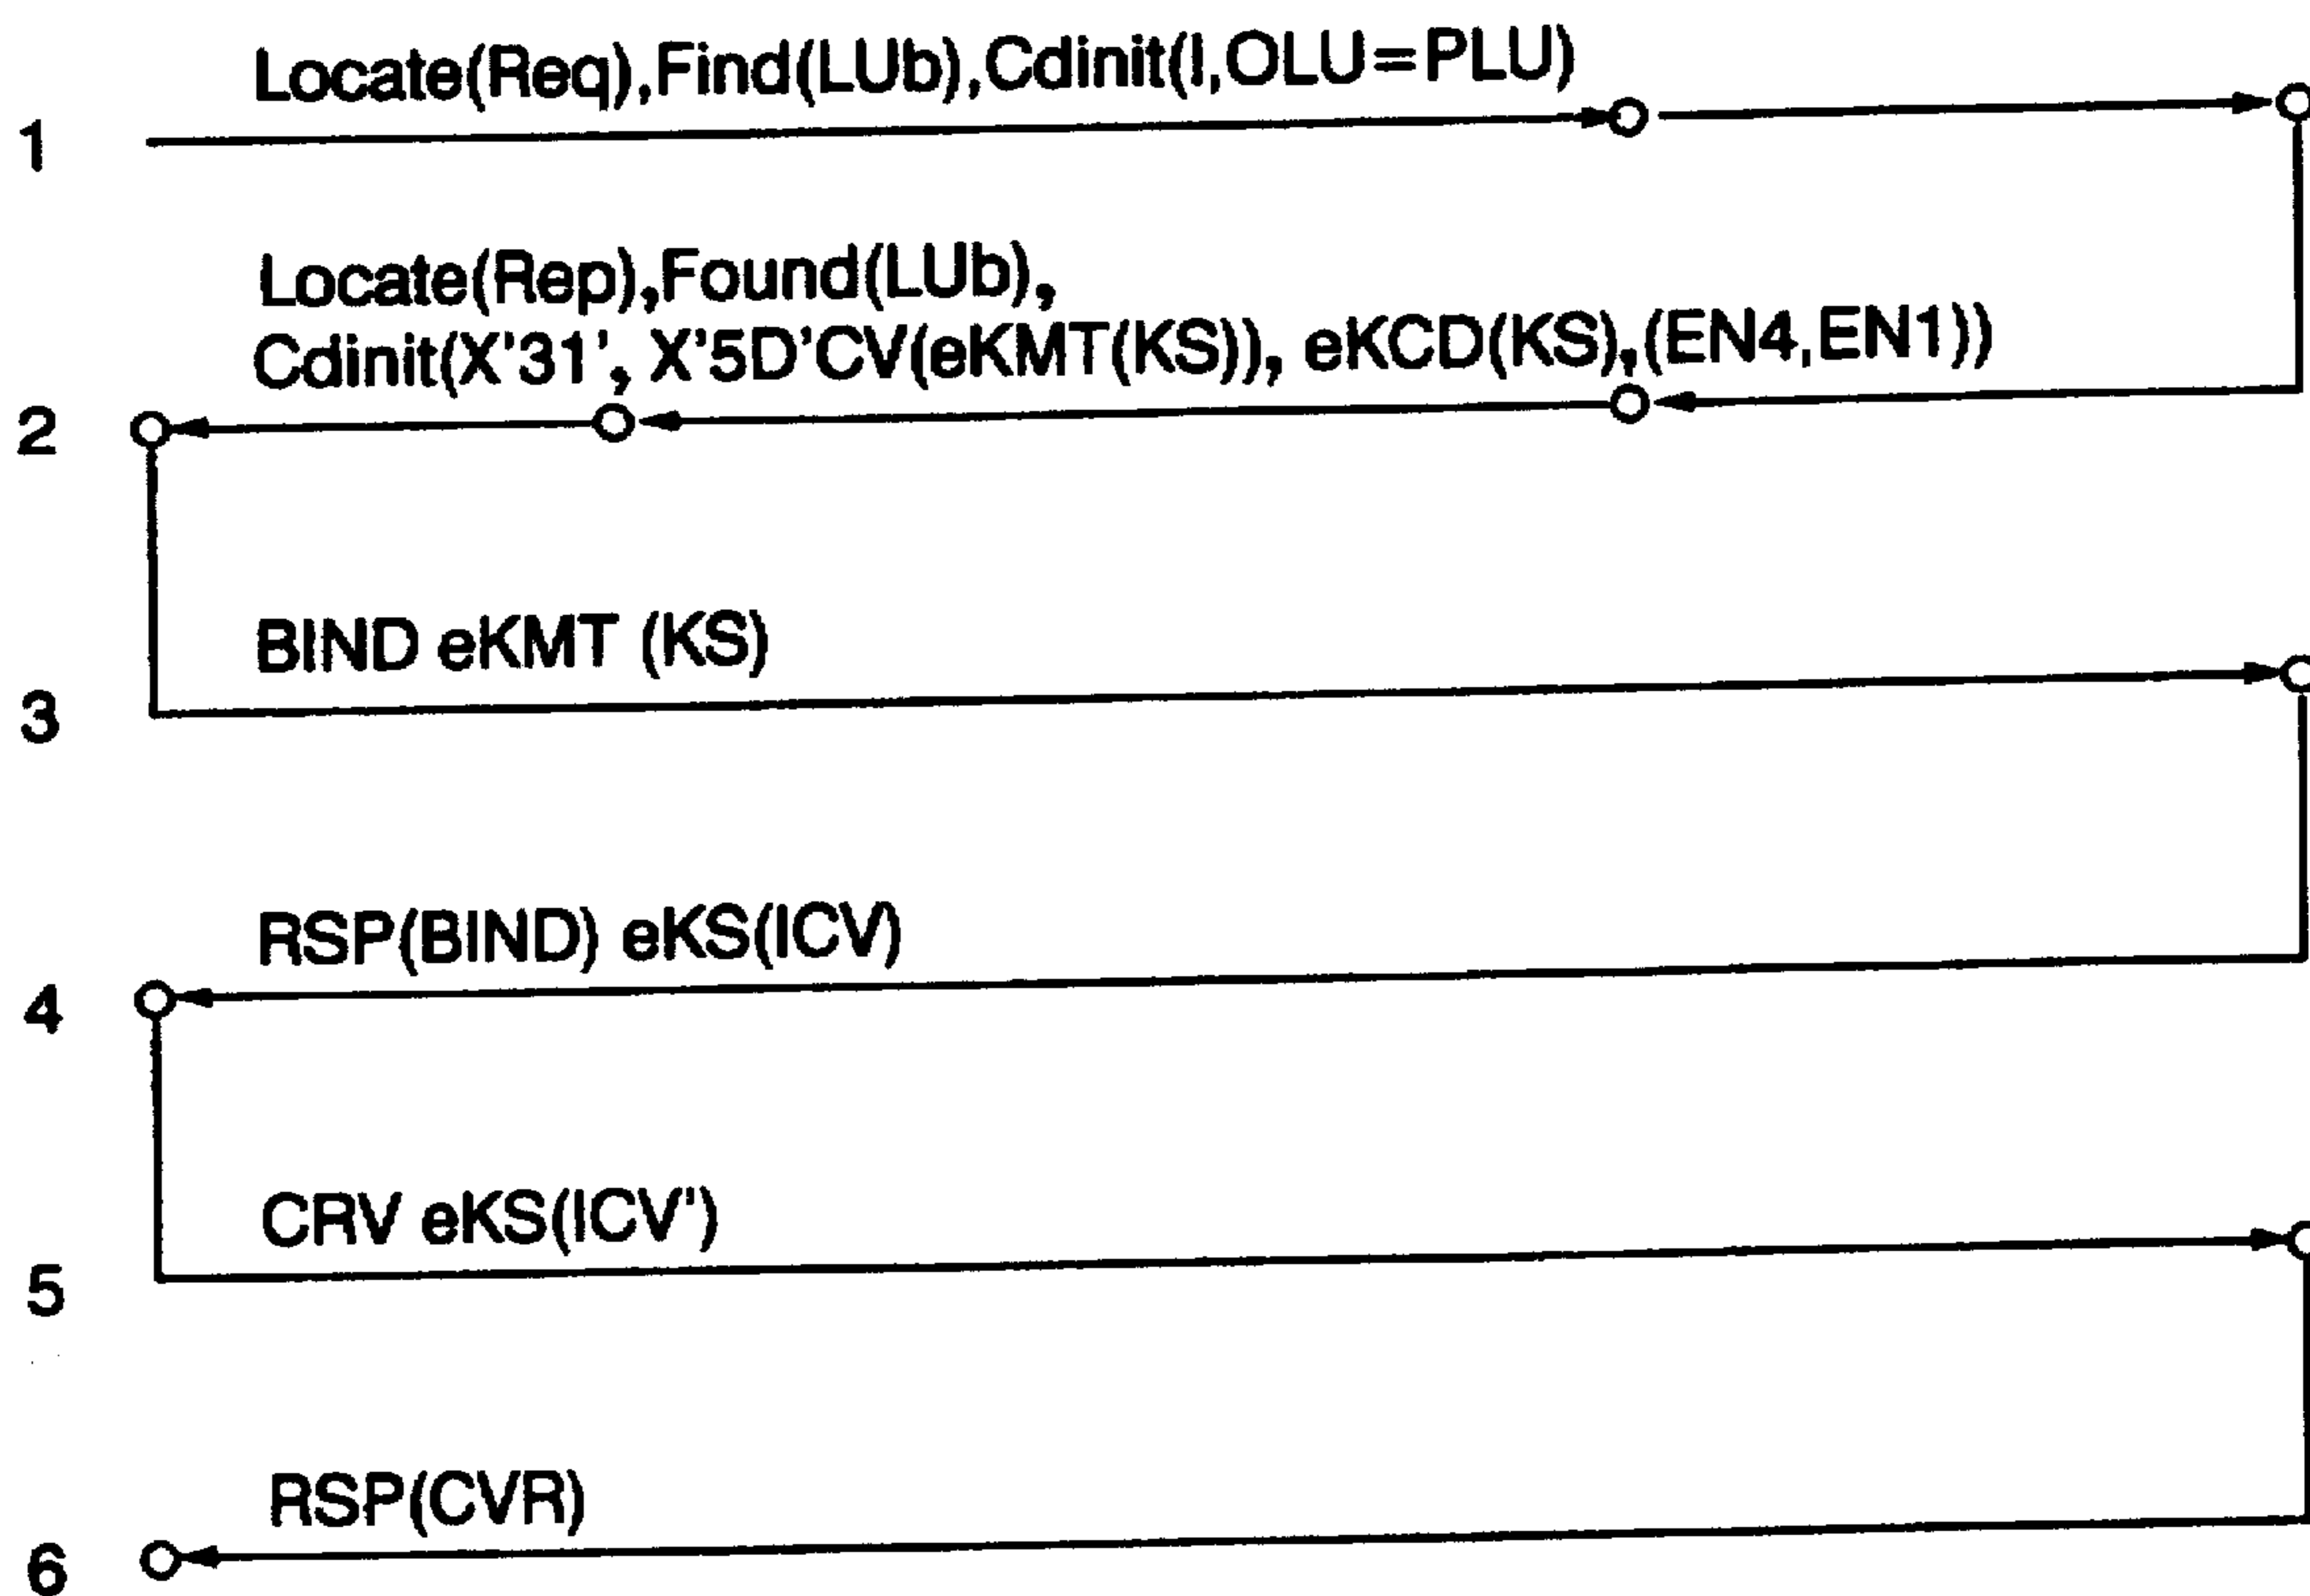 Locate(Req),Find(LUb),Cdinit(I,OLU=PLU)
1
Locate(Rep),Found(LUb),
Cdinit(X'31', X'5D'CV(eKMT(KS)), eKCD(KS),(EN4,EN1))
2
BIND eKMT (KS)
3
RSP(BIND) eKS(ICV)
4
CRV eKS(ICV')
5
RSP(CVR)
6